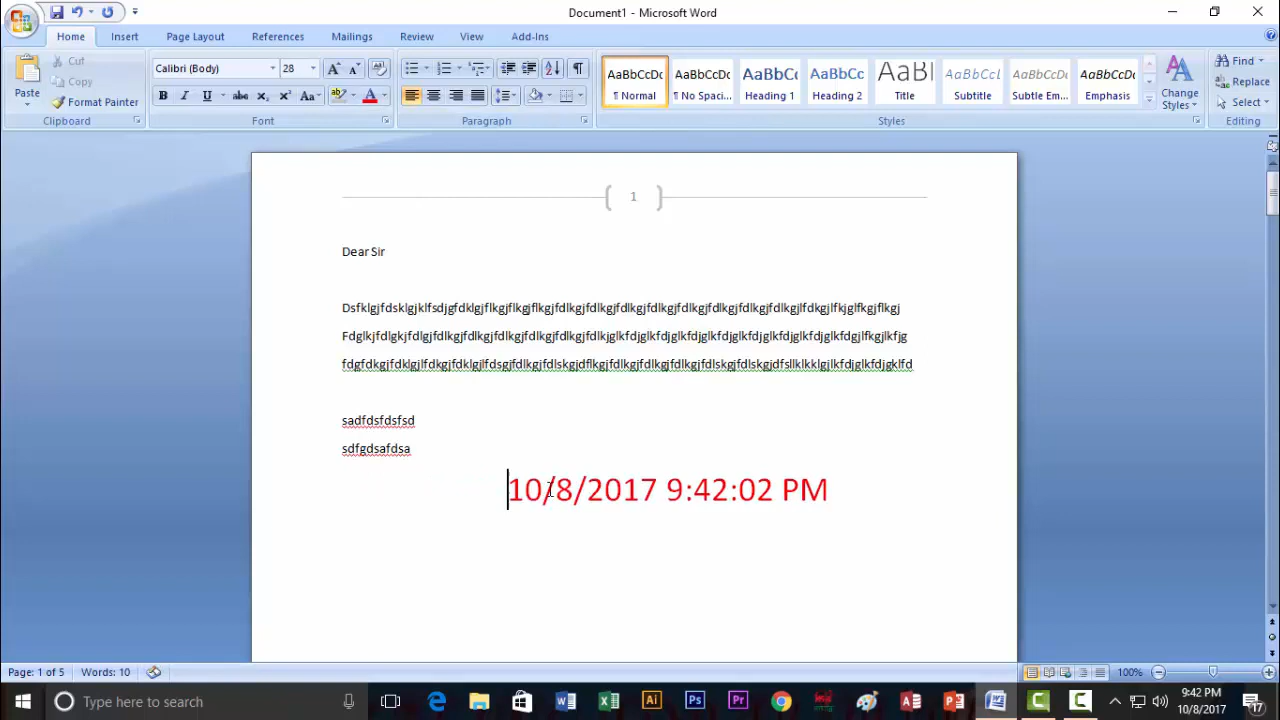 Document1 - Microsoft Word
Home Insert Page Layout References Mailings Review View Add-Ins
Paste
Cut
Copy
Format Painter
Clipboard
Calibri (Body) 28
Font
Paragraph
AaBbCcDc AaBbCcDc AaBbCc AaBbCc AaBl AaBbCcL AaBbCcDc AaBbCcDc
¶ Normal ¶ No Spaci... Heading 1 Heading 2 Title Subtitle Subtle Em... Emphasis
Change Styles
Styles
Find
Replace
Select
Editing
1
Dear Sir
sadfdsfdsfsd
sdfgdsafdsa
10/8/2017 9:42:02 PM
Page: 1 of 5 Words: 10 100%
Type here to search
9:42 PM
10/8/2017
17